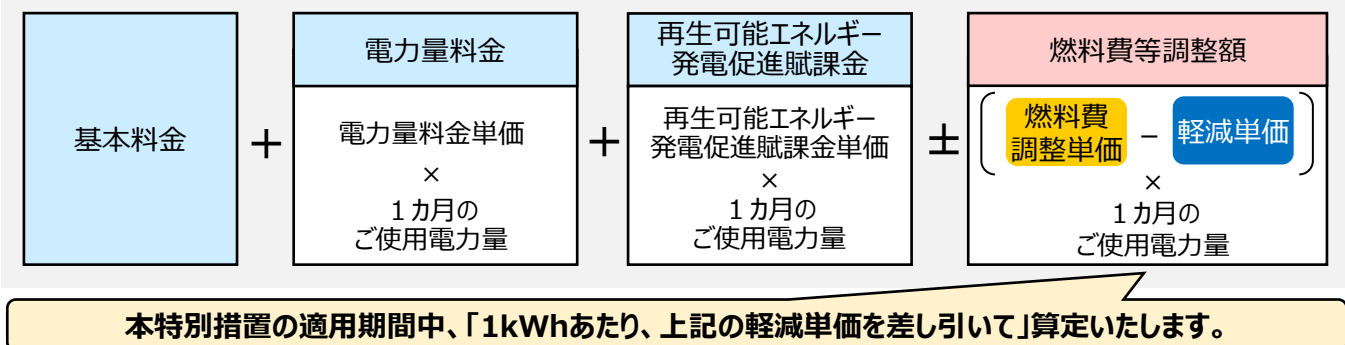 基本料金
＋
電力量料金
電力量料金単価
×
１カ月の
ご使用電力量
＋
再生可能エネルギー
発電促進賦課金
再生可能エネルギー
発電促進賦課金単価
×
１カ月の
ご使用電力量
±
燃料費等調整額
燃料費
調整単価
－
軽減単価
×
１カ月の
ご使用電力量
本特別措置の適用期間中、「1kWhあたり、上記の軽減単価を差し引いて」算定いたします。